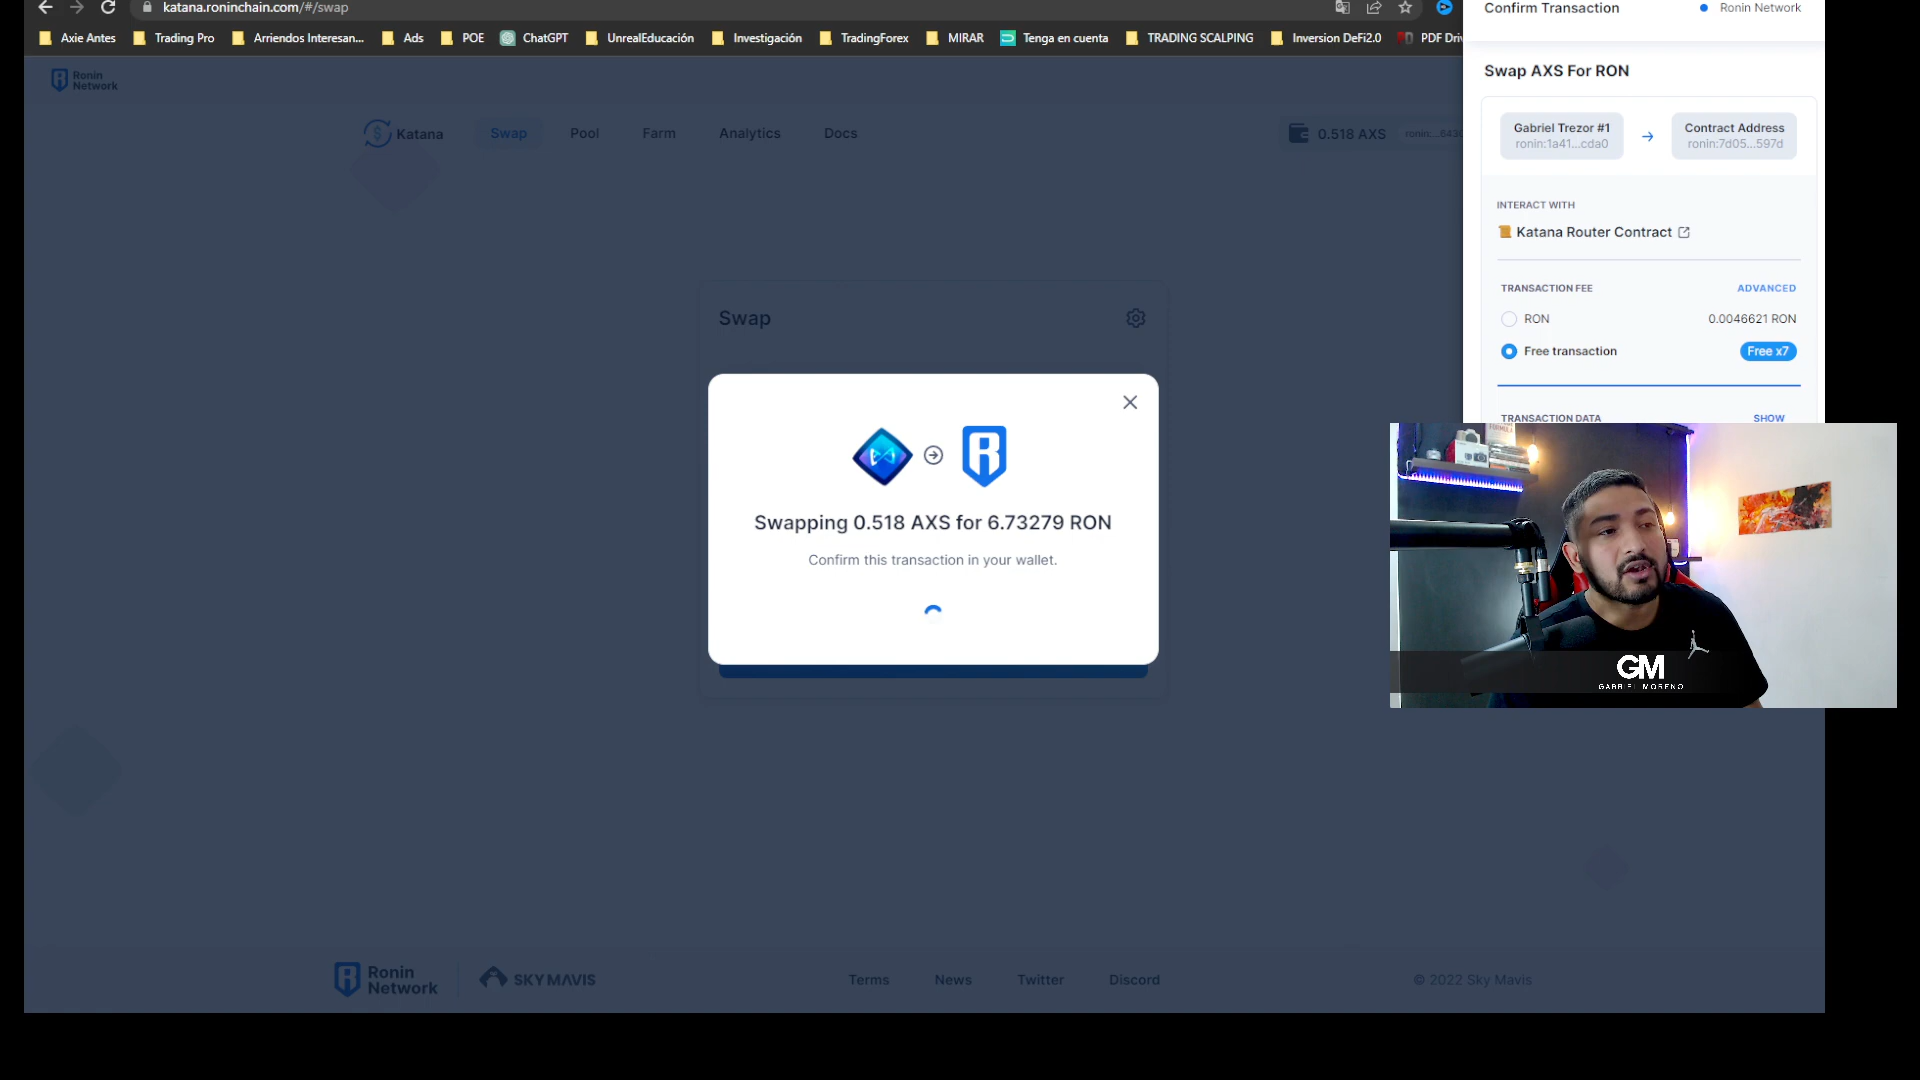 katana.roninchain.com/#/swap
Axie Antes
Trading Pro
Arriendos Interesan...
Ads
POE
ChatGPT
UnrealEducación
Investigación
TradingForex
MIRAR
Tenga en cuenta
TRADING SCALPING
Inversion DeFi2.0
PDF Driv
Ronin
Network
Katana
Swap
Pool
Farm
Analytics
Docs
0.518 AXS
Swap
Swapping 0.518 AXS for 6.73279 RON
Confirm this transaction in your wallet.
Confirm Transaction
Ronin Network
Swap AXS For RON
Gabriel Trezor #1
ronin:1a41...cda0
Contract Address
ronin:7d05...597d
INTERACT WITH
Katana Router Contract
TRANSACTION FEE
ADVANCED
RON
0.0046621 RON
Free transaction
Free x7
TRANSACTION DATA
SHOW
GM
GABRIEL MORENO
Ronin
Network
SKY MAVIS
Terms
News
Twitter
Discord
© 2022 Sky Mavis